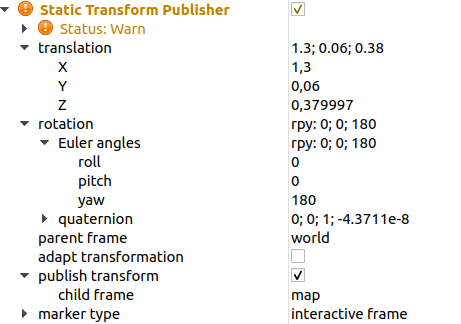 Static Transform Publisher
Status: Warn
translation 1.3; 0.06; 0.38
X 1,3
Y 0,06
Z 0,379997
rotation rpy: 0; 0; 180
Euler angles rpy: 0; 0; 180
roll 0
pitch 0
yaw 180
quaternion 0; 0; 1; -4.3711e-8
parent frame world
adapt transformation
publish transform
child frame map
marker type interactive frame